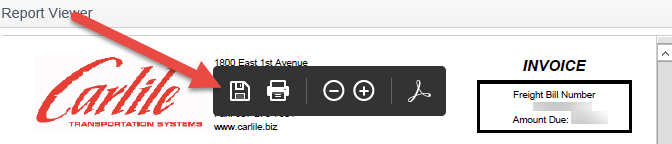 Report Viewer
Carlile
TRANSPORTATION SYSTEMS
1800 East 1st Avenue
www.carlile.biz
INVOICE
Freight Bill Number
Amount Due: